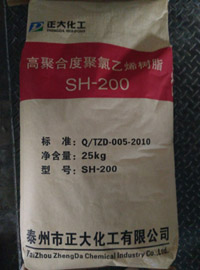 正大化工
ZHENGDA CHEMICAL
高聚合度聚氯乙烯树脂
SH-200
标 准: Q/TZD-005-2010
净含量: 25kg
型 号: SH-200
泰州市正大化工有限公司
TaiZhou ZhengDa Chemical Industry Co., Ltd